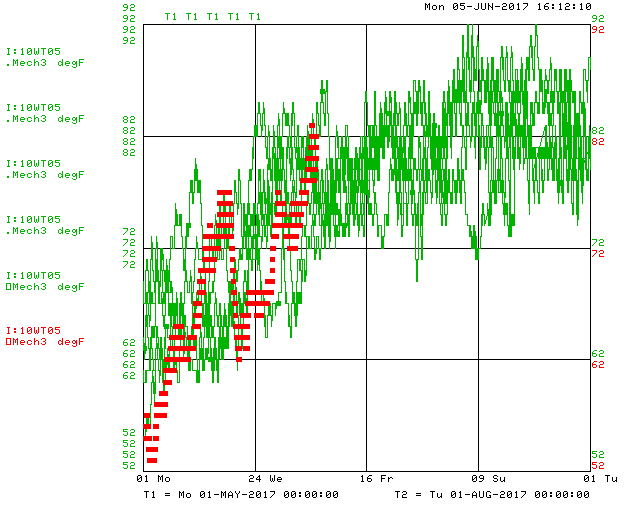 Mon 05-JUN-2017 16:12:10
92
92
92
92
T1 T1 T1 T1 T1
92
92
I:10WT05
.Mech3 degF
I:10WT05
.Mech3 degF
82
82
82
82
82
82
I:10WT05
.Mech3 degF
I:10WT05
.Mech3 degF
72
72
72
72
72
72
I:10WT05
▯Mech3 degF
I:10WT05
▯Mech3 degF
62
62
62
62
62
62
52
52
52
52
52
52
01 Mo 24 We 16 Fr 09 Su 01 Tu
T1 = Mo 01-MAY-2017 00:00:00 T2 = Tu 01-AUG-2017 00:00:00